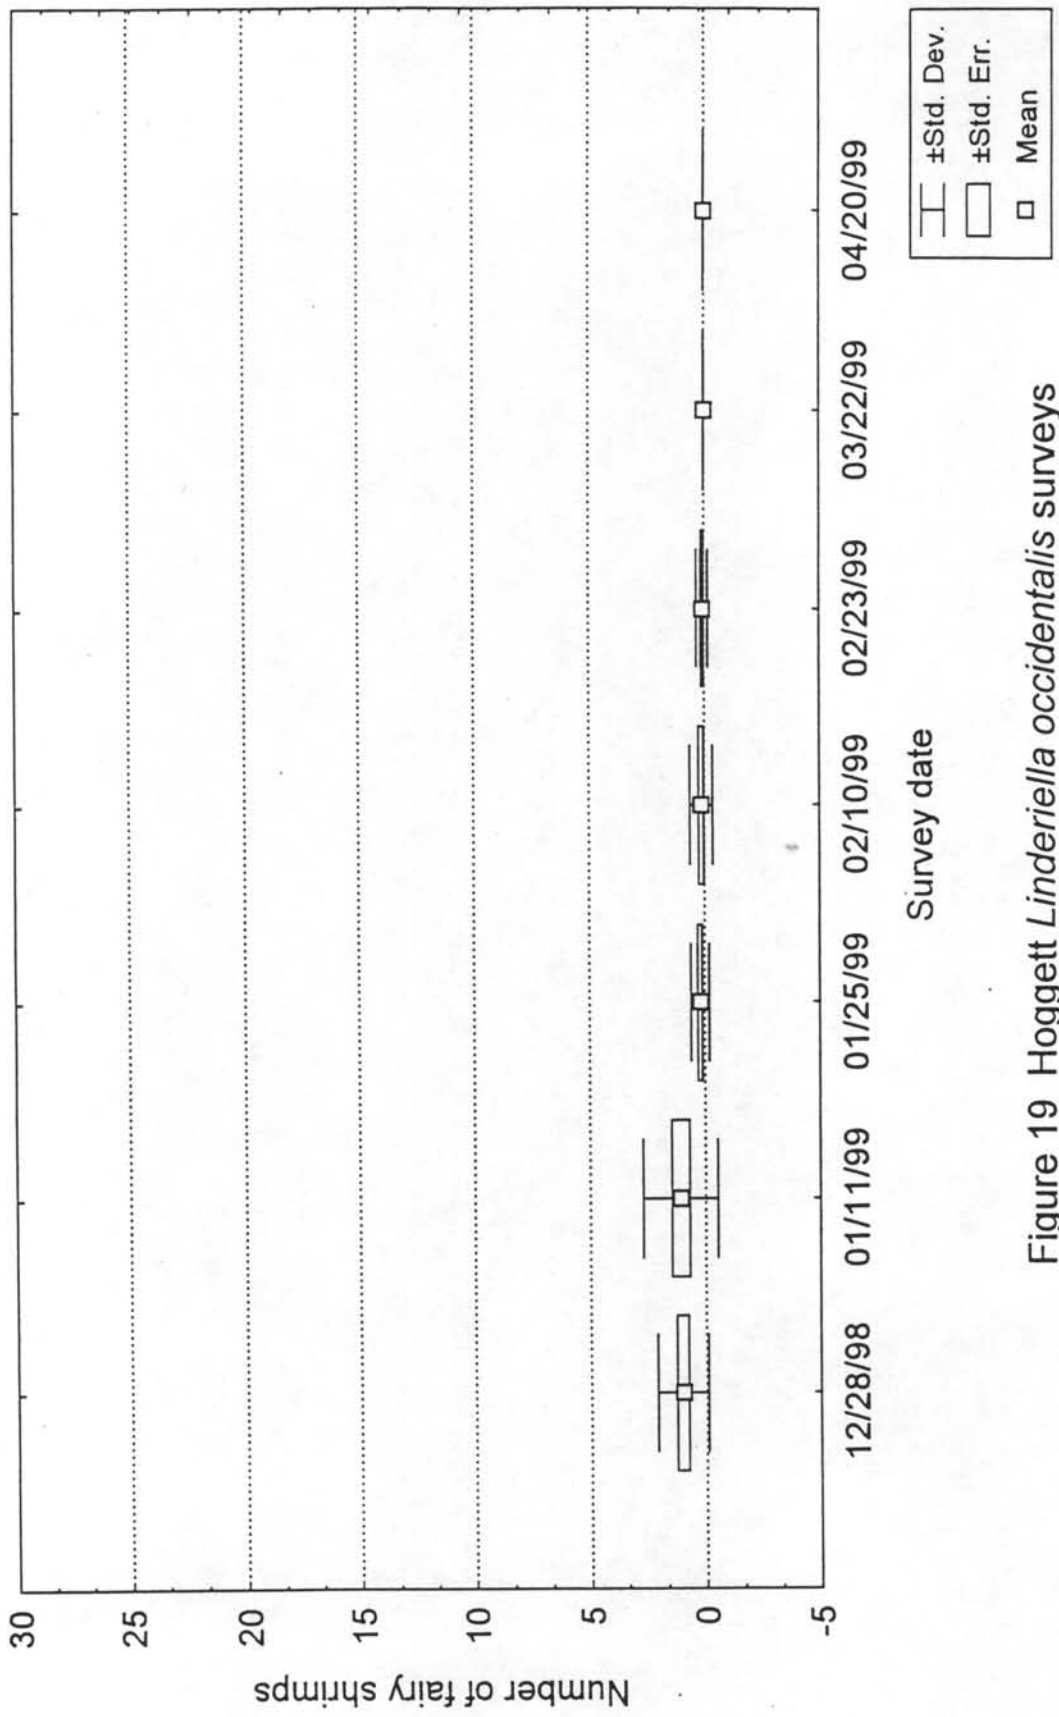 Number of fairy shrimps
30
25
20
15
10
5
0
-5
12/28/98
01/11/99
01/25/99
02/10/99
02/23/99
03/22/99
04/20/99
Survey date
±Std. Dev.
±Std. Err.
Mean
Figure 19 Hoggett Linderiella occidentalis surveys